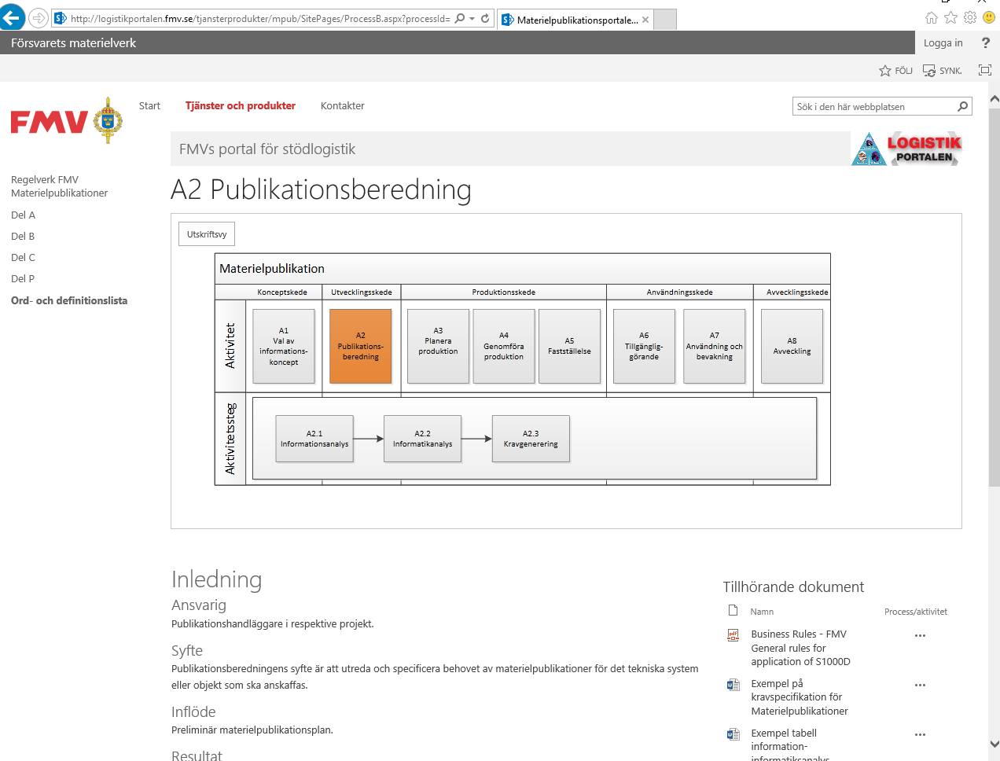 http://logistikportalen.fmv.se/tjansterprodukter/mpub/SitePages/ProcessB.aspx?processId=
Materielpublikationsportale...
Försvarets materielverk
Logga in
?
FÖLJ
SYNK.
FMV
Start
Tjänster och produkter
Kontakter
Sök i den här webbplatsen
FMVs portal för stödlogistik
LOGISTIK
PORTALEN
Regelverk FMV
Materielpublikationer
Del A
Del B
Del C
Del P
Ord- och definitionslista
A2 Publikationsberedning
Utskriftsvy
Materielpublikation
Konceptskede
Utvecklingsskede
Produktionsskede
Användningsskede
Avvecklingsskede
Aktivitet
A1
Val av
informations-
koncept
A2
Publikations-
beredning
A3
Planera
produktion
A4
Genomföra
produktion
A5
Fastställelse
A6
Tillgänglig-
görande
A7
Användning och
bevakning
A8
Avveckling
Aktivitetssteg
A2.1
Informationsanalys
A2.2
Informatikanalys
A2.3
Kravgenerering
Inledning
Ansvarig
Publikationshandläggare i respektive projekt.
Syfte
Publikationsberedningens syfte är att utreda och specificera behovet av materielpublikationer för det tekniska system
eller objekt som ska anskaffas.
Inflöde
Preliminär materielpublikationsplan.
Resultat
Tillhörande dokument
Namn
Process/aktivitet
Business Rules - FMV
General rules for
application of S1000D
...
Exempel på
kravspecifikation för
Materielpublikationer
...
Exempel tabell
information-
informatiksanalys
...